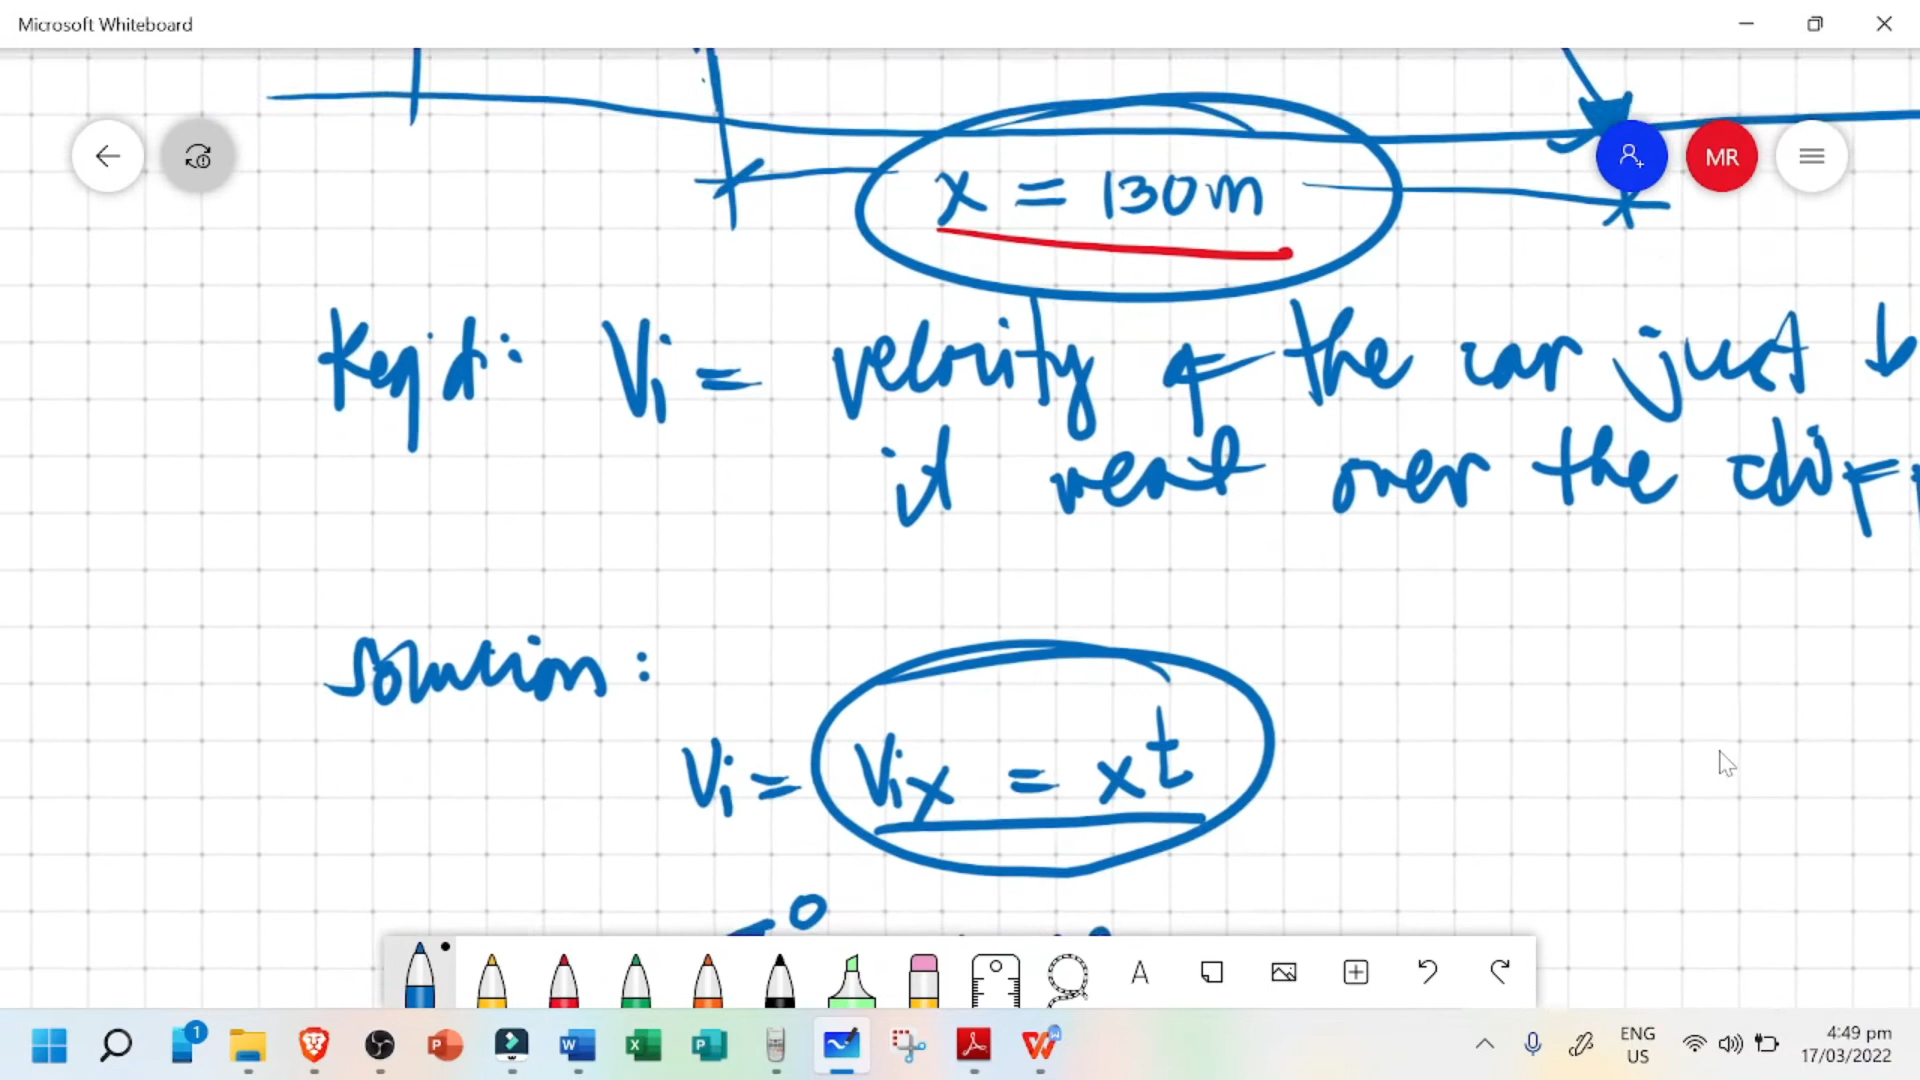 Microsoft Whiteboard
MR
x = 130m
Req'd: Vi = velocity of the car just b
it went over the cliff
Solution:
Vi = Vix = xt
A
1
ENG
US
4:49 pm
17/03/2022